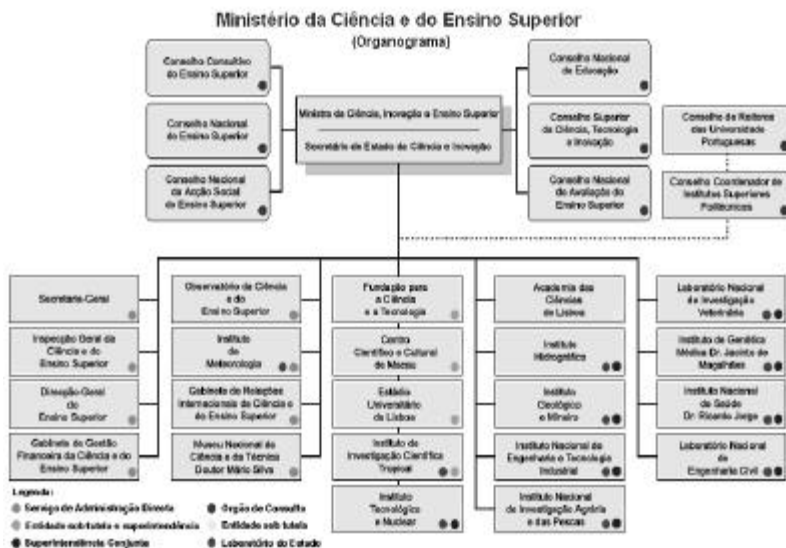 Ministério da Ciência e do Ensino Superior
(Organograma)
Conselho Consultivo
do Ensino Superior
Conselho Nacional
do Ensino Superior
Conselho Nacional
da Acção Social
do Ensino Superior
Ministra da Ciência, Inovação e Ensino Superior
Secretário de Estado da Ciência e Inovação
Conselho Nacional
de Educação
Conselho Superior
da Ciência, Tecnologia
e Inovação
Conselho Nacional
de Avaliação do
Ensino Superior
Conselho de Reitores
das Universidade
Portuguesas
Conselho Coordenador de
Institutos Superiores
Politécnicos
Secretaria-Geral
Inspecção Geral da
Ciência e do
Ensino Superior
Direcção-Geral
do
Ensino Superior
Gabinete de Gestão
Financeira da Ciência e do
Ensino Superior
Observatório da Ciência
e do
Ensino Superior
Instituto
de
Meteorologia
Gabinete de Relações
Internacionais da Ciência e
do Ensino Superior
Museu Nacional da
Ciência e da Técnica
Doutor Mário Silva
Fundação para
a Ciência
e a Tecnologia
Centro
Científico e Cultural
de Macau
Estádio
Universitário
de Lisboa
Instituto de
Investigação Científica
Tropical
Instituto
Tecnológico
e Nuclear
Academia das
Ciências
de Lisboa
Instituto
Hidrográfico
Instituto
Geológico
e Mineiro
Instituto Nacional de
Engenharia e Tecnologia
Industrial
Instituto Nacional
de Investigação Agrária
e das Pescas
Laboratório Nacional
de Investigação
Veterinária
Instituto de Genética
Médica Dr. Jacinto de
Magalhães
Instituto Nacional
de Saúde
Dr. Ricardo Jorge
Laboratório Nacional
de
Engenharia Civil
Legenda:
Serviço de Administração Directa
Entidade sob tutela e superintendência
Superintendência Conjunta
Orgão de Consulta
Entidade sob tutela
Laboratório do Estado